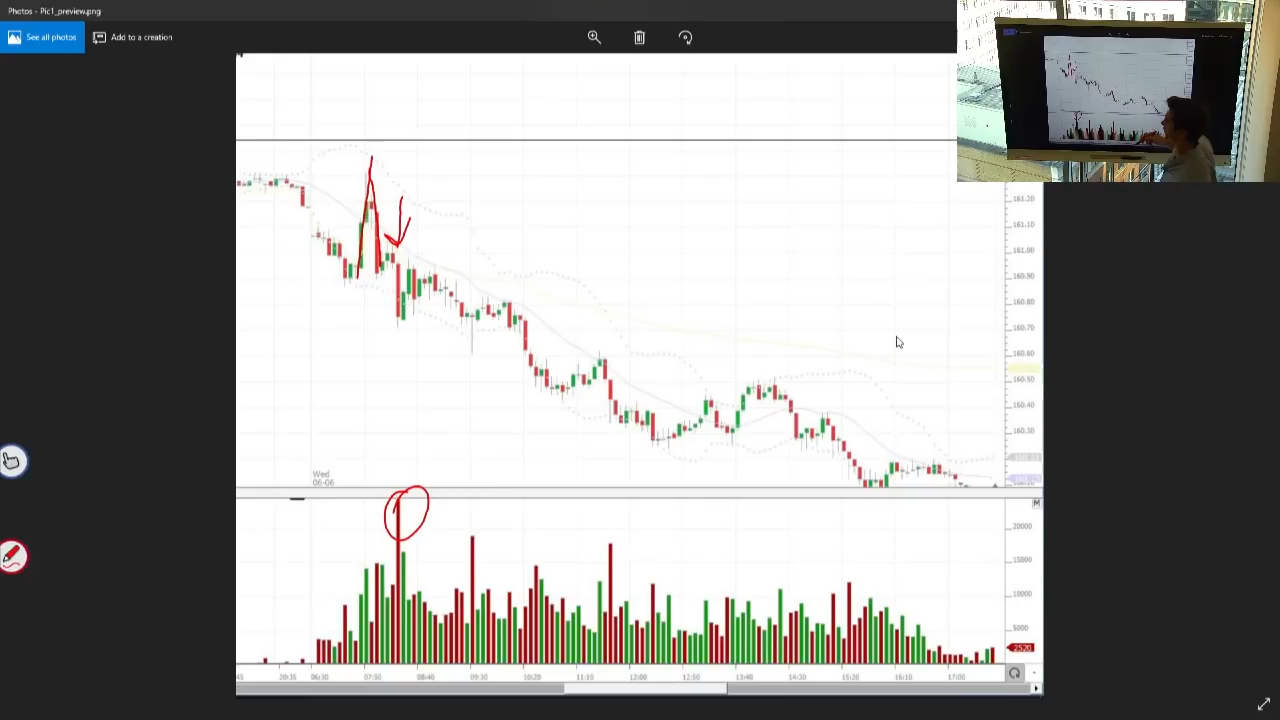 Photos - Pic1_preview.png
See all photos
Add to a creation
161.20
161.10
161.00
160.90
160.80
160.70
160.60
160.50
160.40
160.30
Wed
06-06
M
20000
15000
10000
5000
2520
45 20:35 06:30 07:50 08:40 09:30 10:20 11:10 12:00 12:50 13:40 14:30 15:20 16:10 17:00